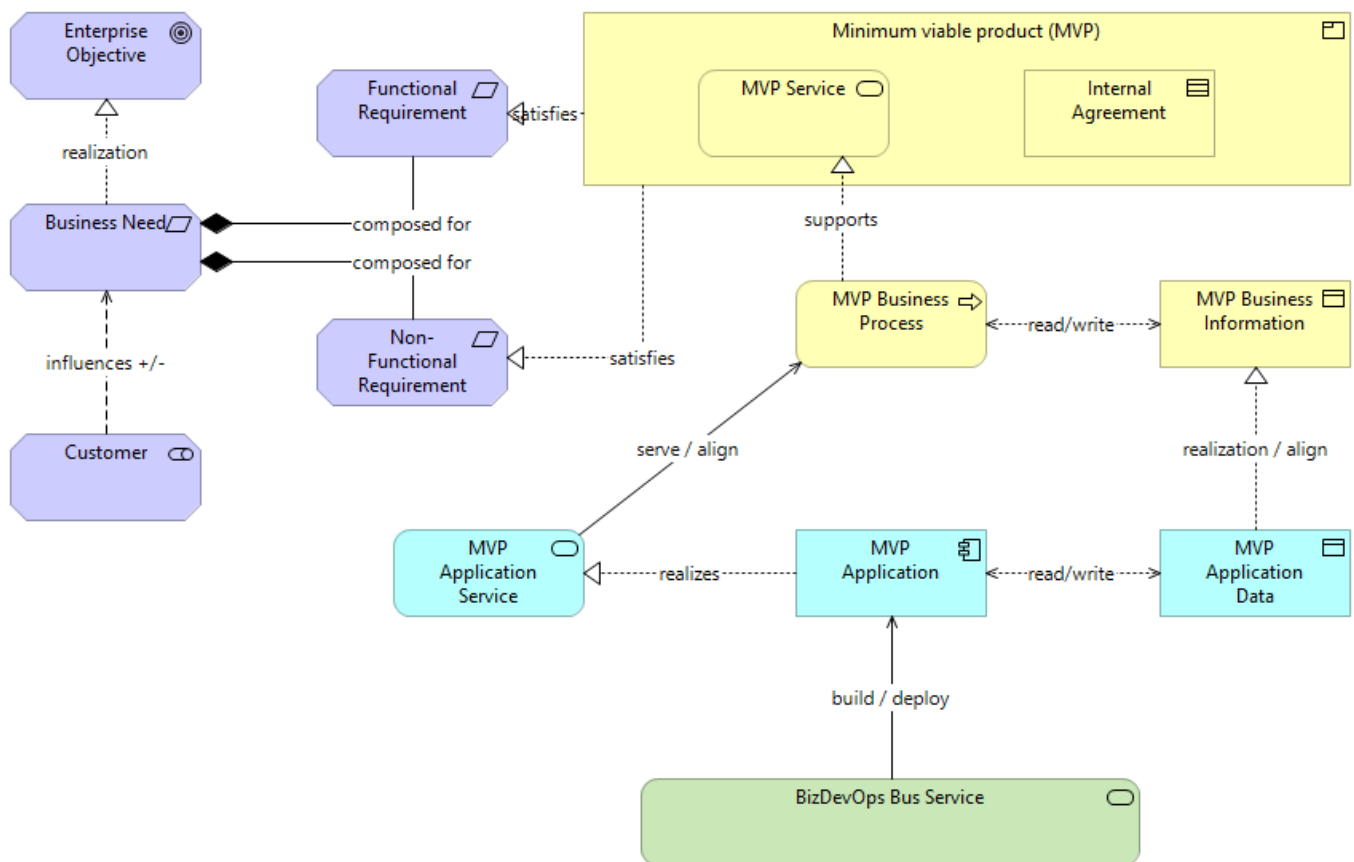 Enterprise
Objective
Minimum viable product (MVP)
Functional
Requirement
satisfies
MVP Service
Internal
Agreement
realization
Business Need
composed for
composed for
supports
MVP Business
Process
read/write
MVP Business
Information
Non-
Functional
Requirement
satisfies
influences +/-
Customer
serve / align
realization / align
MVP
Application
Service
realizes
MVP
Application
read/write
MVP
Application
Data
build / deploy
BizDevOps Bus Service